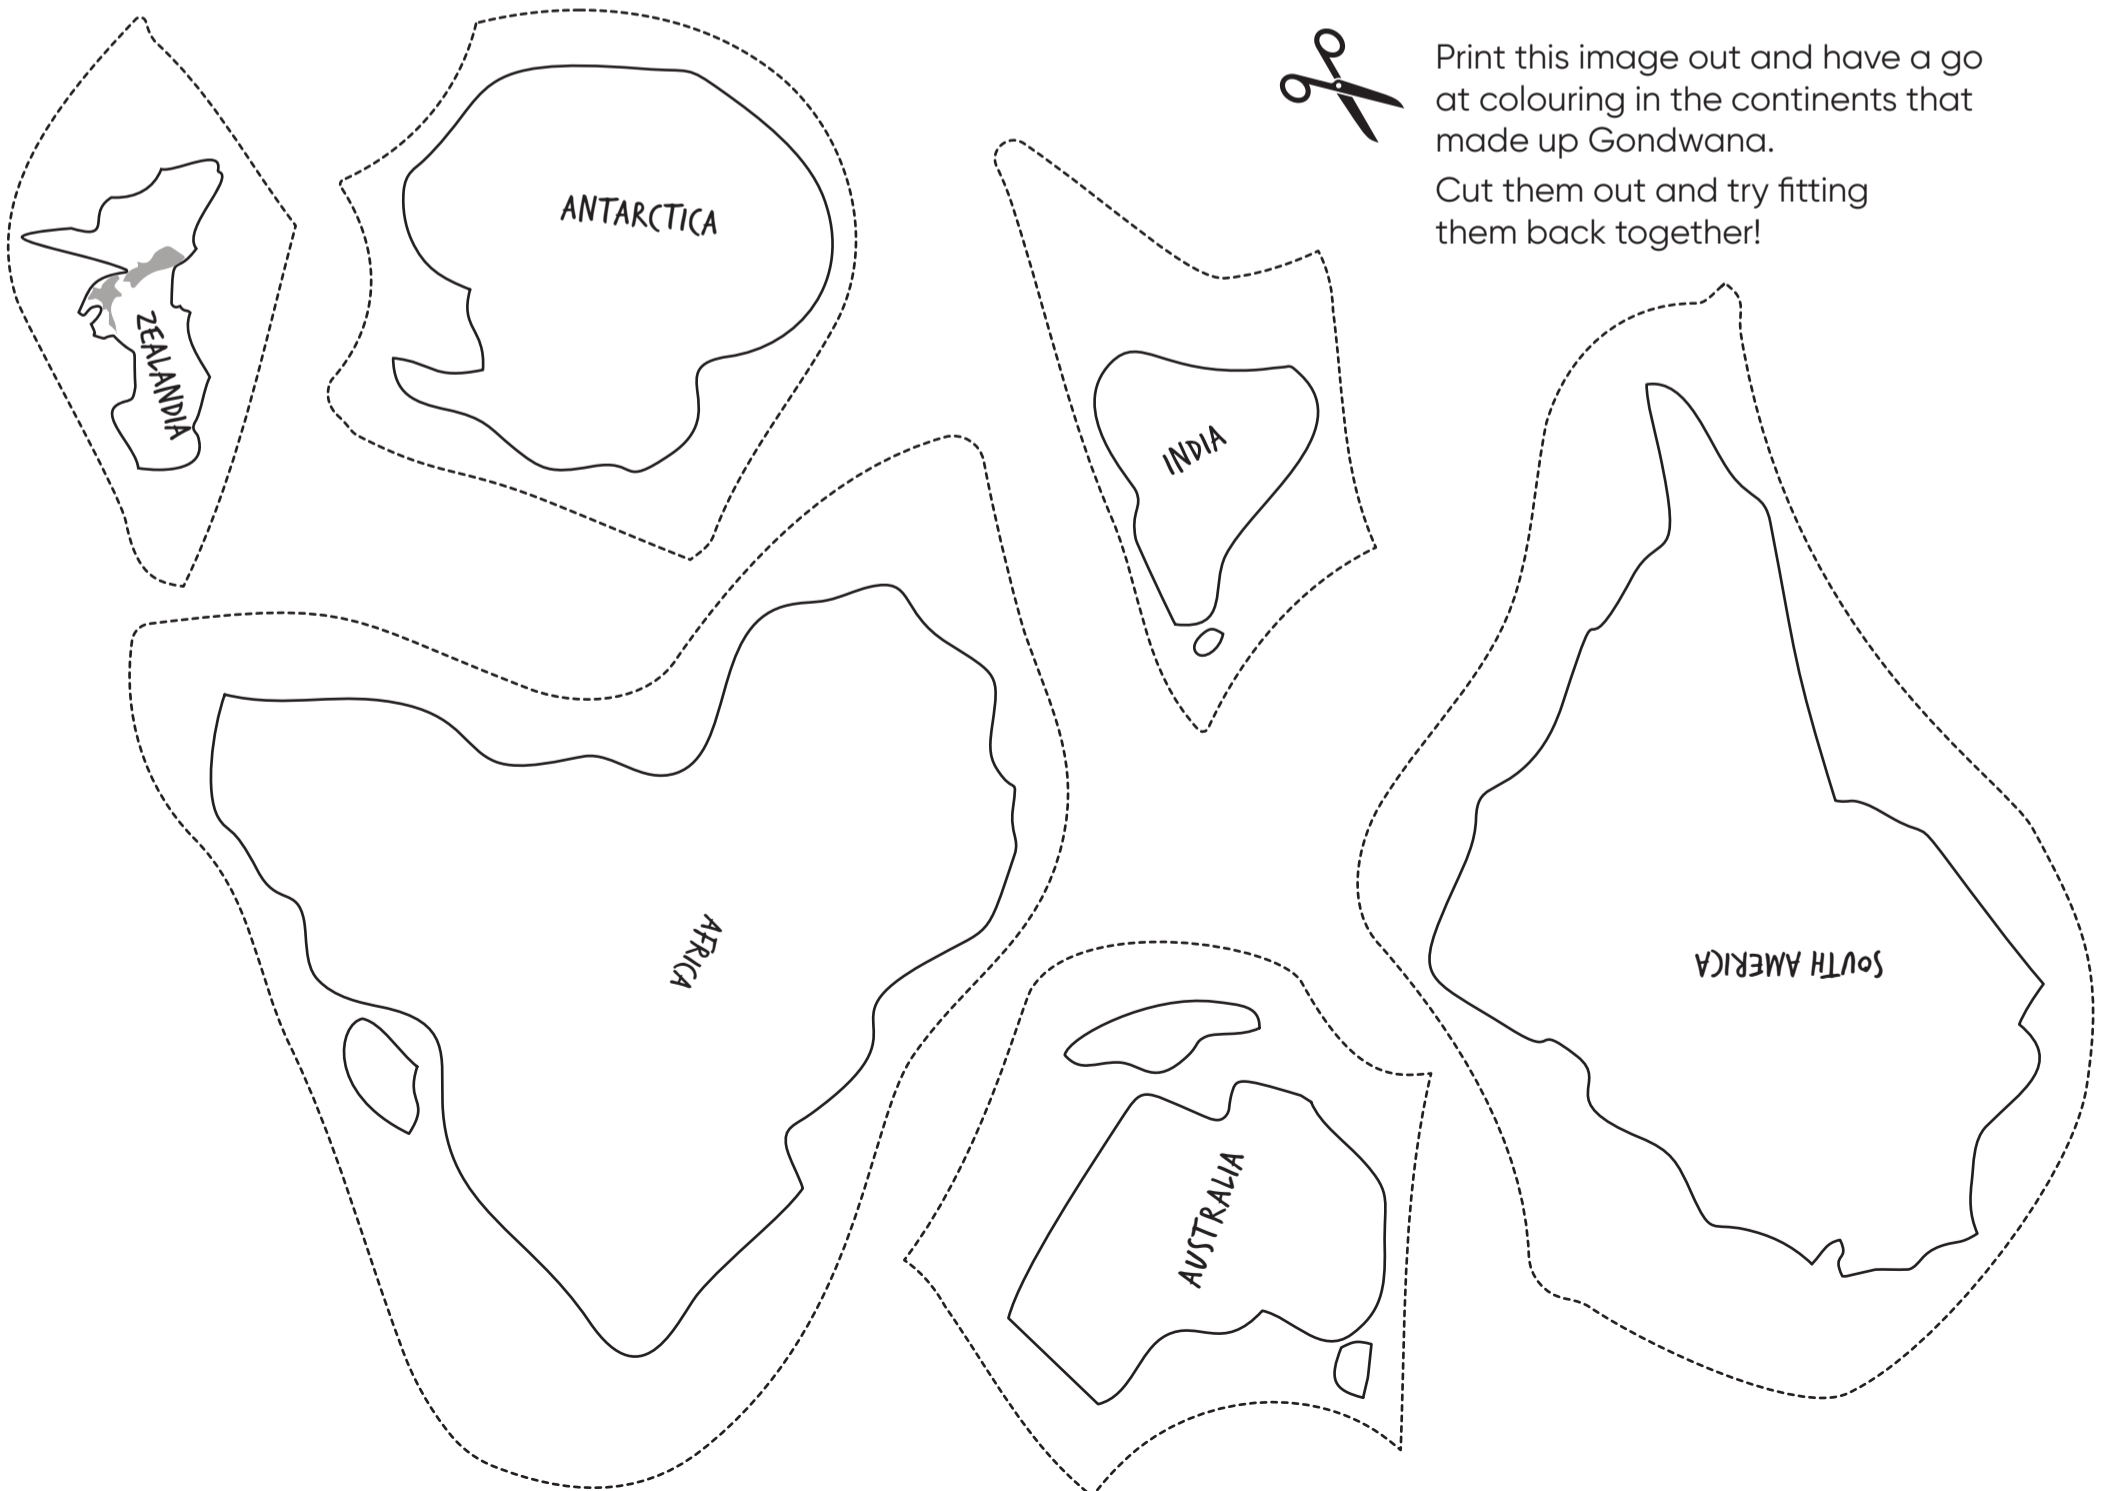 Print this image out and have a go
at colouring in the continents that
made up Gondwana.
Cut them out and try fitting
them back together!
ANTARCTICA
ZEALANDIA
INDIA
AFRICA
SOUTH AMERICA
AUSTRALIA